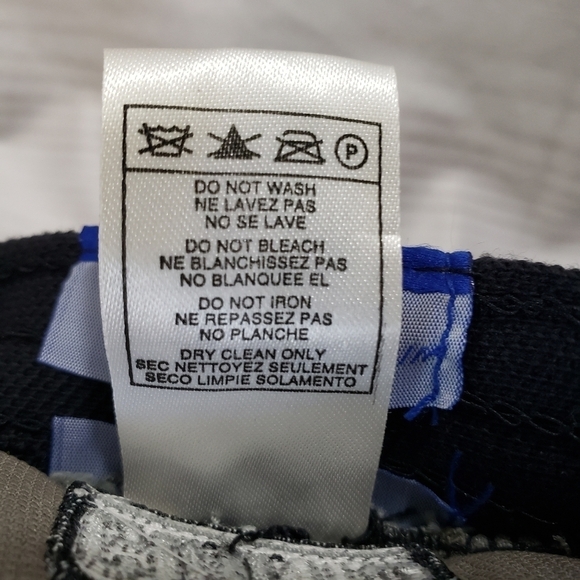 P
DO NOT WASH
NE LAVEZ PAS
NO SE LAVE
DO NOT BLEACH
NE BLANCHISSEZ PAS
NO BLANQUEE EL
DO NOT IRON
NE REPASSEZ PAS
NO PLANCHE
DRY CLEAN ONLY
SEC NETTOYEZ SEULEMENT
SECO LIMPIE SOLAMENTO